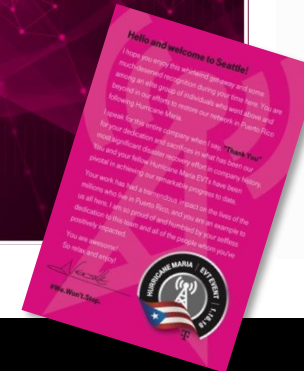 Hello and welcome to Seattle!
I hope you enjoy this whirlwind get away and some
much-deserved recognition during your time here. You are
among an elite group of individuals who went above and
beyond in our efforts to restore our network in Puerto Rico
following Hurricane Maria.
I speak for this entire company when I say, "Thank You"
for your dedication and sacrifices in what has been our
most significant disaster recovery effort in company history.
You and your fellow Hurricane Maria EVTs have been
pivotal in achieving our remarkable progress to date.
Your work has had a tremendous impact on the lives of the
millions who live in Puerto Rico, and you are an example to
us all here. I am so proud of and humbled by your selfless
dedication to this team and all of the people whom you've
positively impacted.
You are awesome!
So relax and enjoy!
#We.Won't.Stop.
HURRICANE MARIA | EVT EVENT | 1.18.18
T